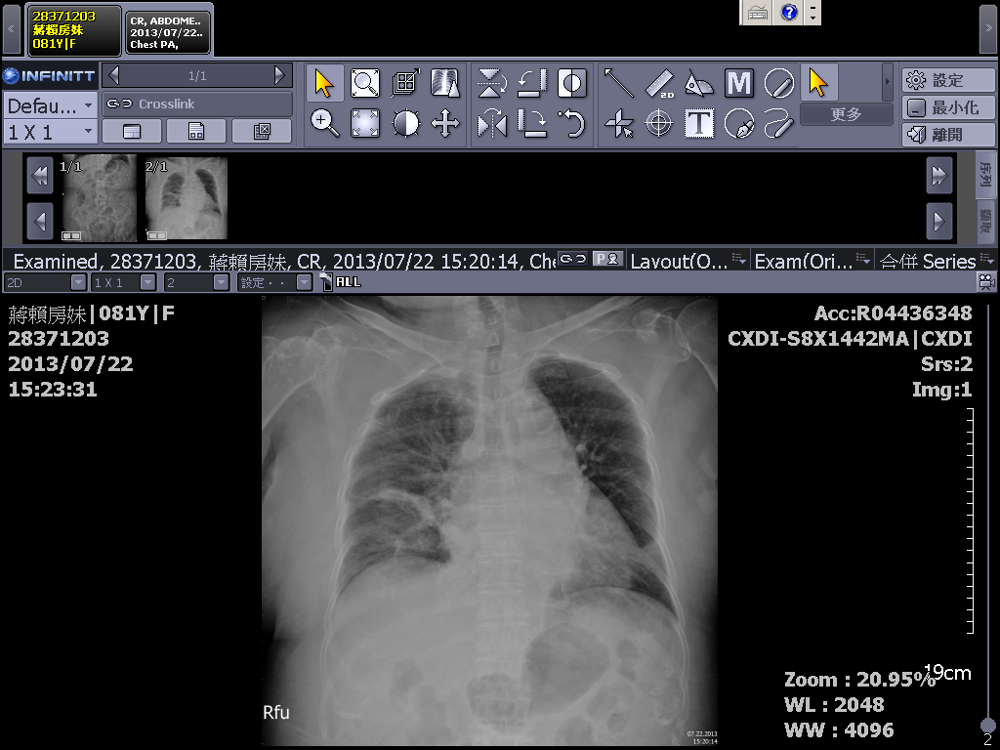 28371203
蔣賴房妹
081Y|F
CR, ABDOME..
2013/07/22..
Chest PA,
INFINITT
1/1
Defau...
Crosslink
1 X 1
2D
M
T
更多
設定
最小化
離開
1/1
2/1
序列
擷取
Examined, 28371203, 蔣賴房妹, CR, 2013/07/22 15:20:14, Che
P
Layout(O...
Exam(Ori...
合併 Series
2D
1 X 1
2
設定 · ·
ALL
蔣賴房妹|081Y|F
28371203
2013/07/22
15:23:31
Acc:R04436348
CXDI-S8X1442MA|CXDI
Srs:2
Img:1
19cm
Zoom : 20.95%
WL : 2048
WW : 4096
Rfu
07.22.2013
15:20:14
2